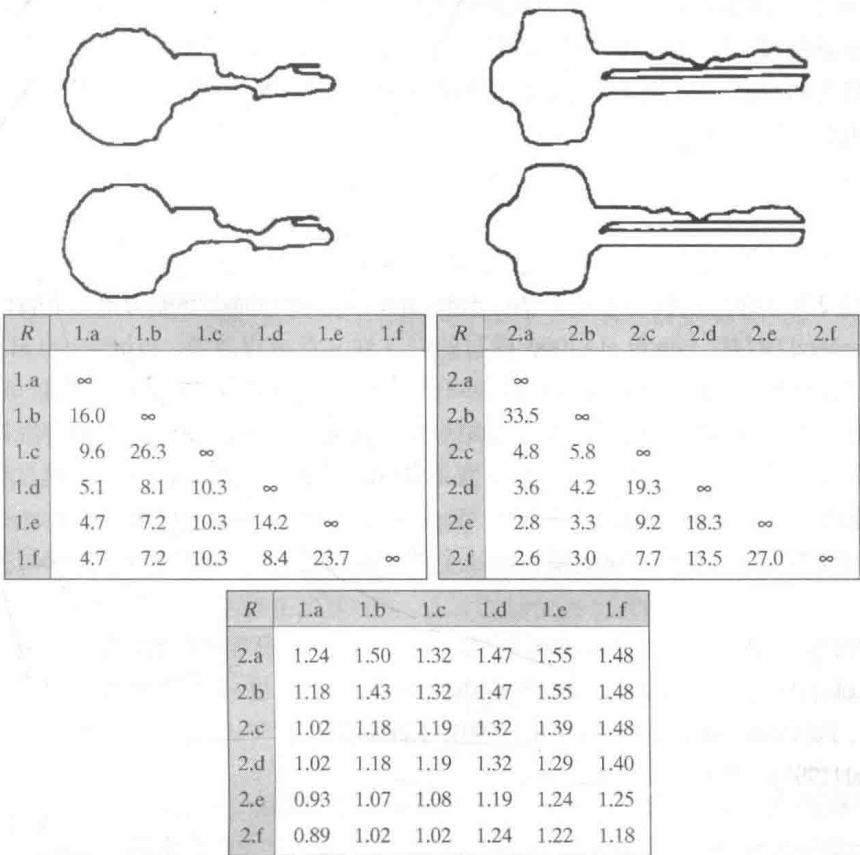 R 1.a 1.b 1.c 1.d 1.e 1.f
1.a ∞
1.b 16.0 ∞
1.c 9.6 26.3 ∞
1.d 5.1 8.1 10.3 ∞
1.e 4.7 7.2 10.3 14.2 ∞
1.f 4.7 7.2 10.3 8.4 23.7 ∞
R 2.a 2.b 2.c 2.d 2.e 2.f
2.a ∞
2.b 33.5 ∞
2.c 4.8 5.8 ∞
2.d 3.6 4.2 19.3 ∞
2.e 2.8 3.3 9.2 18.3 ∞
2.f 2.6 3.0 7.7 13.5 27.0 ∞
R 1.a 1.b 1.c 1.d 1.e 1.f
2.a 1.24 1.50 1.32 1.47 1.55 1.48
2.b 1.18 1.43 1.32 1.47 1.55 1.48
2.c 1.02 1.18 1.19 1.32 1.39 1.48
2.d 1.02 1.18 1.19 1.32 1.29 1.40
2.e 0.93 1.07 1.08 1.19 1.24 1.25
2.f 0.89 1.02 1.02 1.24 1.22 1.18